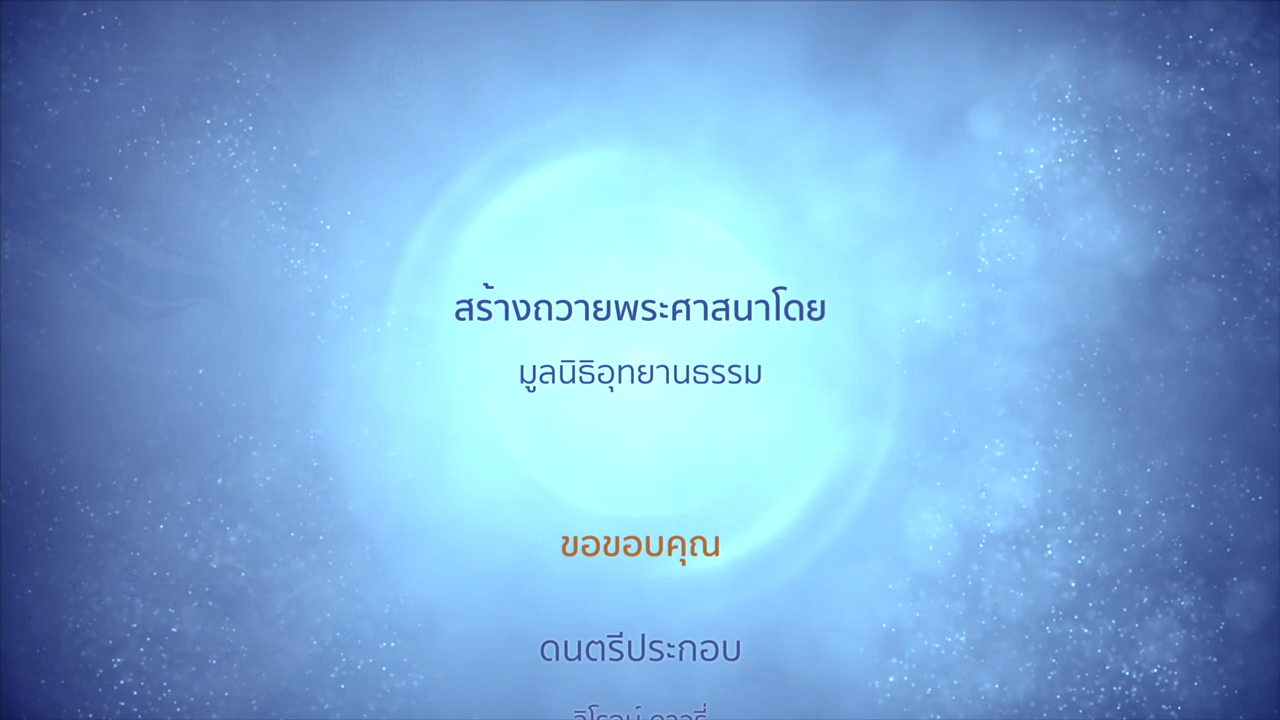 สร้างถวายพระศาสนาโดย
มูลนิธิอุทยานธรรม
ขอขอบคุณ
ดนตรีประกอบ